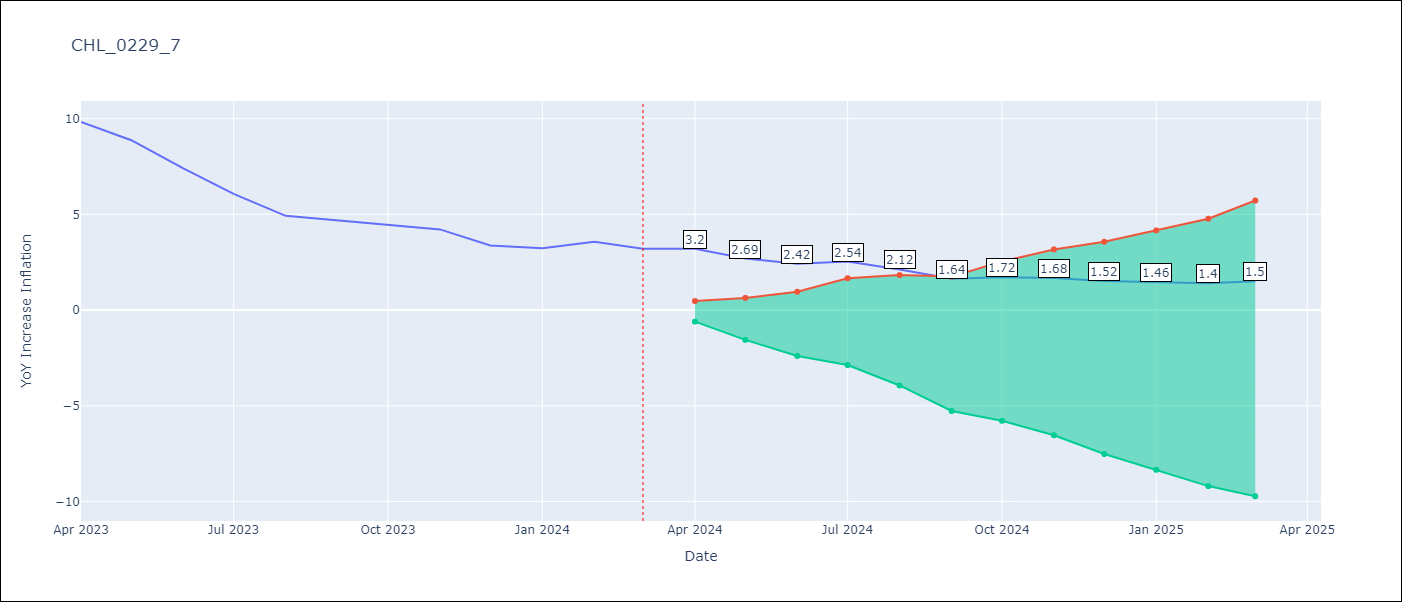 CHL_0229_7
YoY Increase Inflation
10
5
0
−5
−10
3.2
2.69
2.42
2.54
2.12
1.64
1.72
1.68
1.52
1.46
1.4
1.5
Apr 2023
Jul 2023
Oct 2023
Jan 2024
Apr 2024
Jul 2024
Oct 2024
Jan 2025
Apr 2025
Date